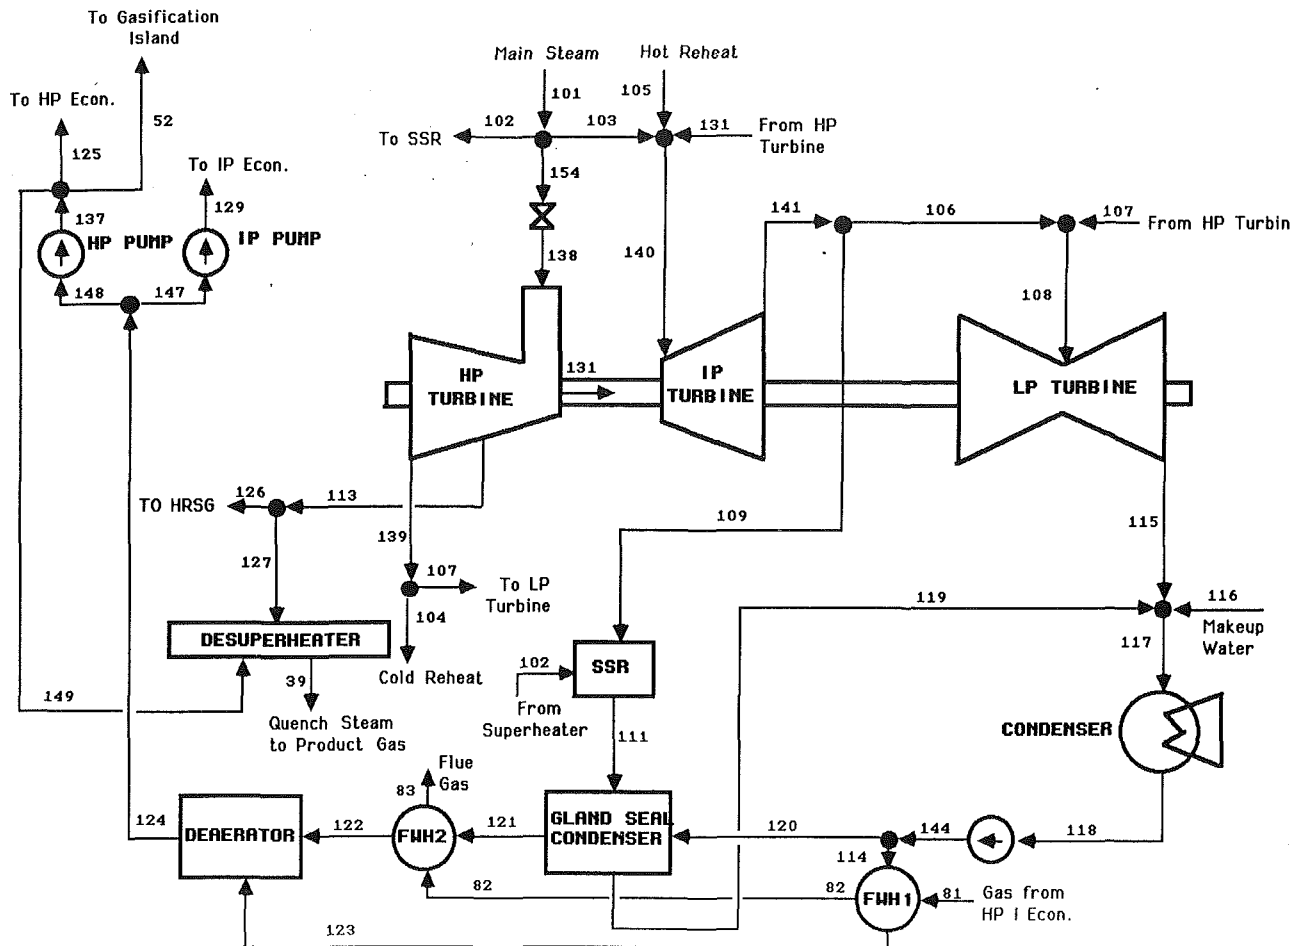 To Gasification
Island
Main Steam
Hot Reheat
101
105
To HP Econ.
52
To SSR
102
103
131
From HP
Turbine
125
To IP Econ.
154
137
129
141
106
107
From HP Turbin
HP PUMP
IP PUMP
138
140
148
147
108
131
HP
TURBINE
IP
TURBINE
LP TURBINE
TO HRSG
126
113
109
115
139
127
107
To LP
Turbine
104
119
116
Makeup
Water
117
DESUPERHEATER
Cold Reheat
102
SSR
149
39
From
Superheater
Quench Steam
to Product Gas
111
CONDENSER
Flue
Gas
83
GLAND SEAL
CONDENSER
124
DEAERATOR
122
FWH2
121
120
144
118
114
82
82
FWH1
81
Gas from
HP I Econ.
123